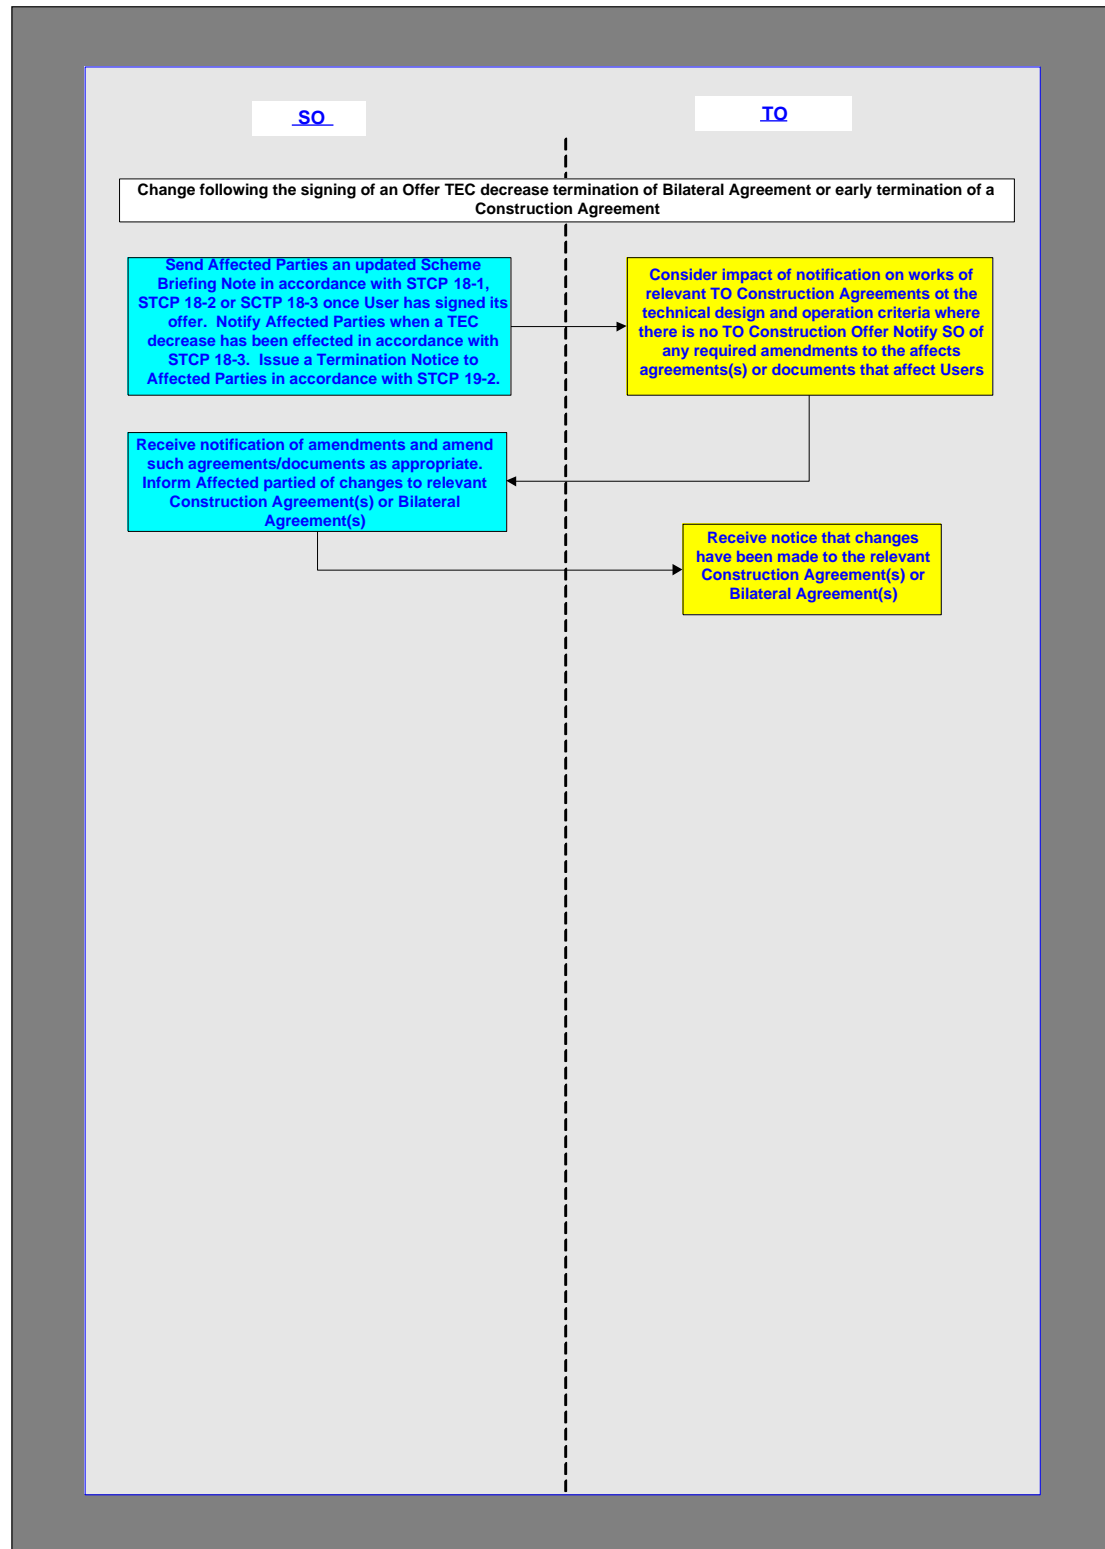 SO
TO
Change following the signing of an Offer TEC decrease termination of Bilateral Agreement or early termination of a
Construction Agreement
Send Affected Parties an updated Scheme
Briefing Note in accordance with STCP 18-1,
STCP 18-2 or SCTP 18-3 once User has signed its
offer. Notify Affected Parties when a TEC
decrease has been effected in accordance with
STCP 18-3. Issue a Termination Notice to
Affected Parties in accordance with STCP 19-2.
Consider impact of notification on works of
relevant TO Construction Agreements ot the
technical design and operation criteria where
there is no TO Construction Offer Notify SO of
any required amendments to the affects
agreements(s) or documents that affect Users
Receive notification of amendments and amend
such agreements/documents as appropriate.
Inform Affected partied of changes to relevant
Construction Agreement(s) or Bilateral
Agreement(s)
Receive notice that changes
have been made to the relevant
Construction Agreement(s) or
Bilateral Agreement(s)